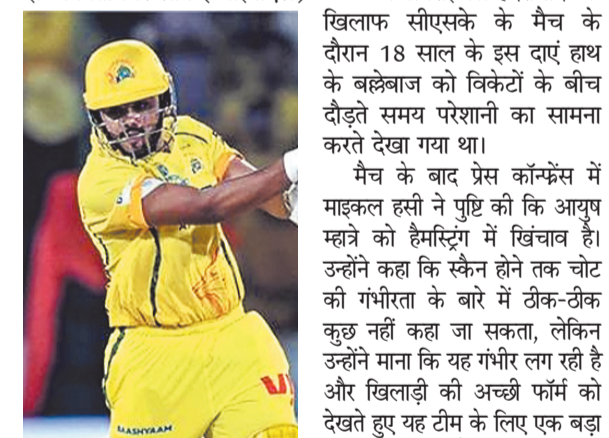 खिलाफ सीएसके के मैच के
दौरान 18 साल के इस दाएं हाथ
के बल्लेबाज को विकेटों के बीच
दौड़ते समय परेशानी का सामना
करते देखा गया था।
मैच के बाद प्रेस कॉन्फ्रेंस में
माइकल हसी ने पुष्टि की कि आयुष
म्हात्रे को हैमस्ट्रिंग में खिंचाव है।
उन्होंने कहा कि स्कैन होने तक चोट
की गंभीरता के बारे में ठीक-ठीक
कुछ नहीं कहा जा सकता, लेकिन
उन्होंने माना कि यह गंभीर लग रही है
और खिलाड़ी की अच्छी फॉर्म को
देखते हुए यह टीम के लिए एक बड़ा
AASHYAAM